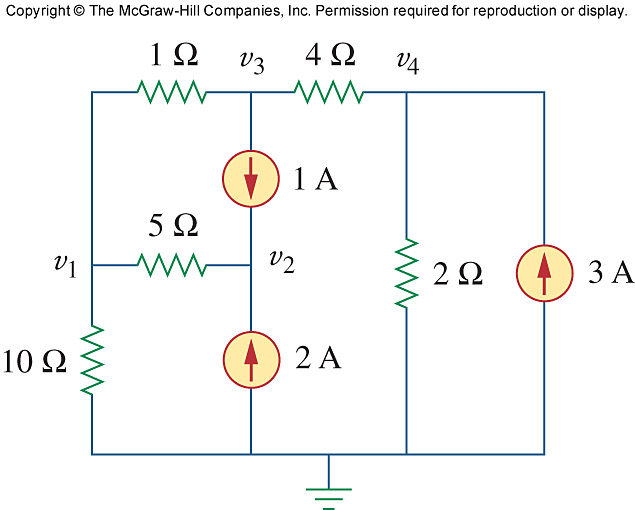 Copyright © The McGraw-Hill Companies, Inc. Permission required for reproduction or display.
1 Ω v3 4 Ω v4
1 A
5 Ω
v1 v2
2 Ω 3 A
10 Ω 2 A